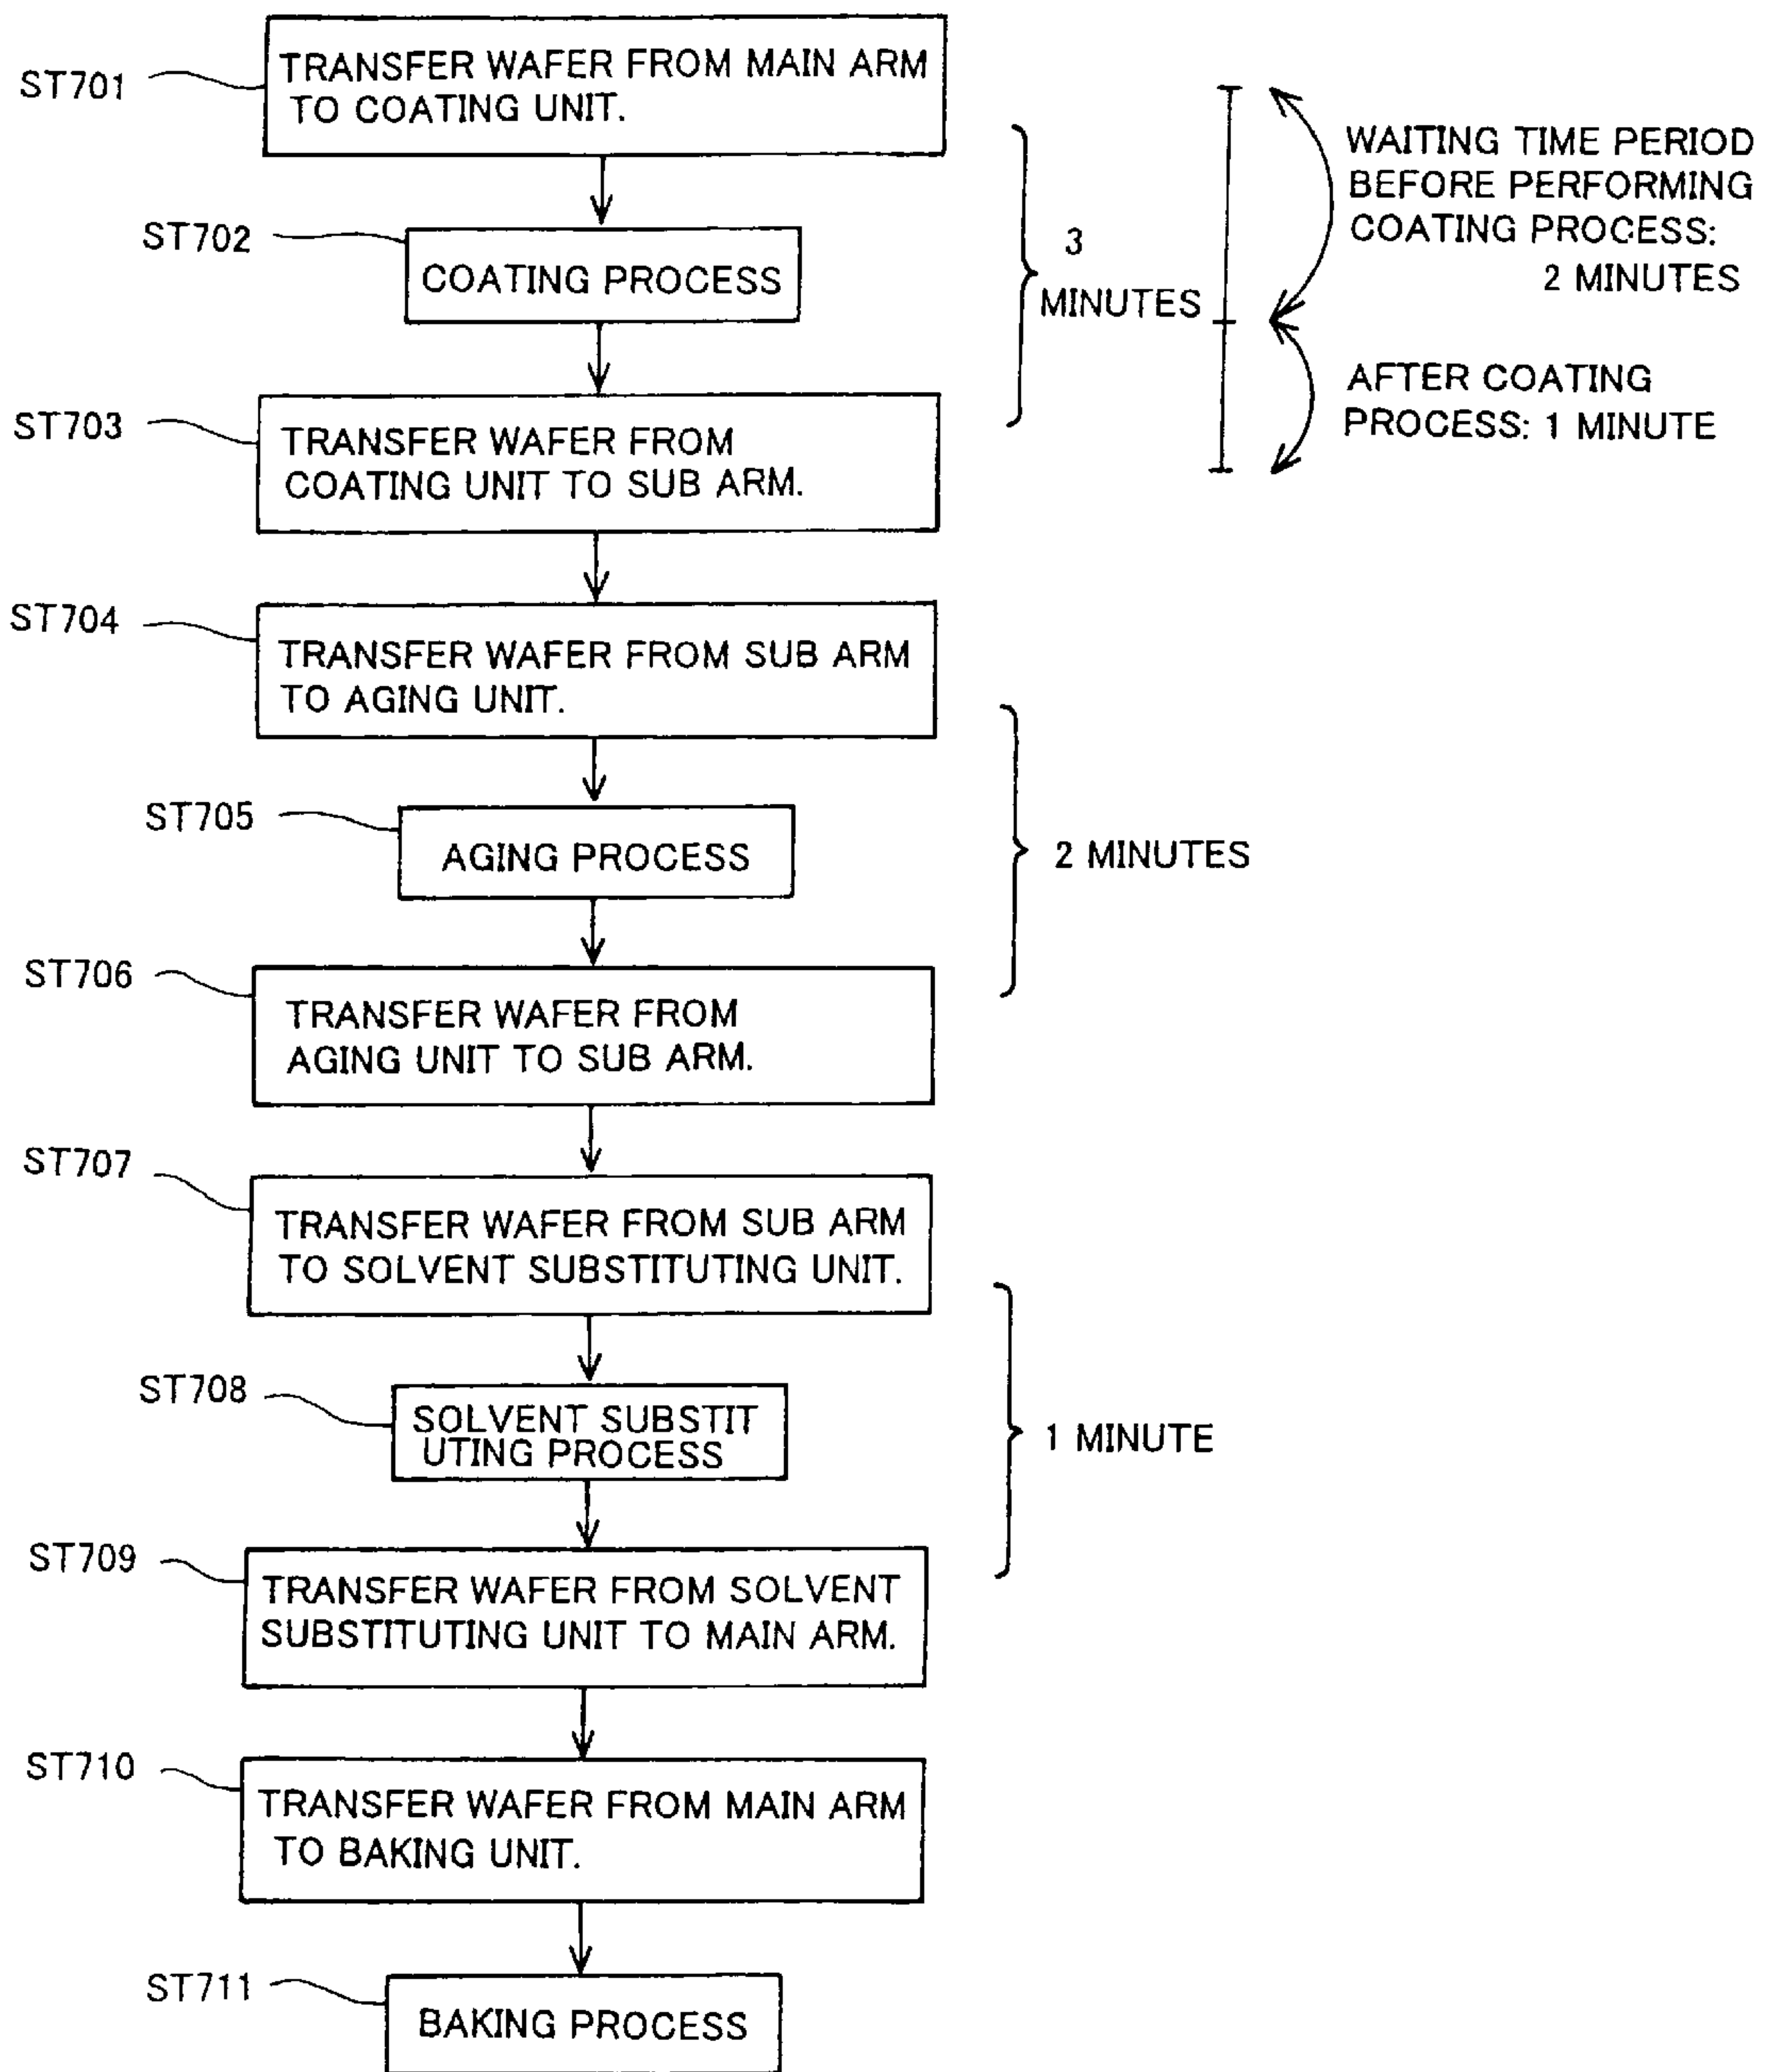 ST701
TRANSFER WAFER FROM MAIN ARM
TO COATING UNIT.
ST702
COATING PROCESS
ST703
TRANSFER WAFER FROM
COATING UNIT TO SUB ARM.
3
MINUTES
WAITING TIME PERIOD
BEFORE PERFORMING
COATING PROCESS:
2 MINUTES
AFTER COATING
PROCESS: 1 MINUTE
ST704
TRANSFER WAFER FROM SUB ARM
TO AGING UNIT.
ST705
AGING PROCESS
2 MINUTES
ST706
TRANSFER WAFER FROM
AGING UNIT TO SUB ARM.
ST707
TRANSFER WAFER FROM SUB ARM
TO SOLVENT SUBSTITUTING UNIT.
ST708
SOLVENT SUBSTIT
UTING PROCESS
1 MINUTE
ST709
TRANSFER WAFER FROM SOLVENT
SUBSTITUTING UNIT TO MAIN ARM.
ST710
TRANSFER WAFER FROM MAIN ARM
TO BAKING UNIT.
ST711
BAKING PROCESS